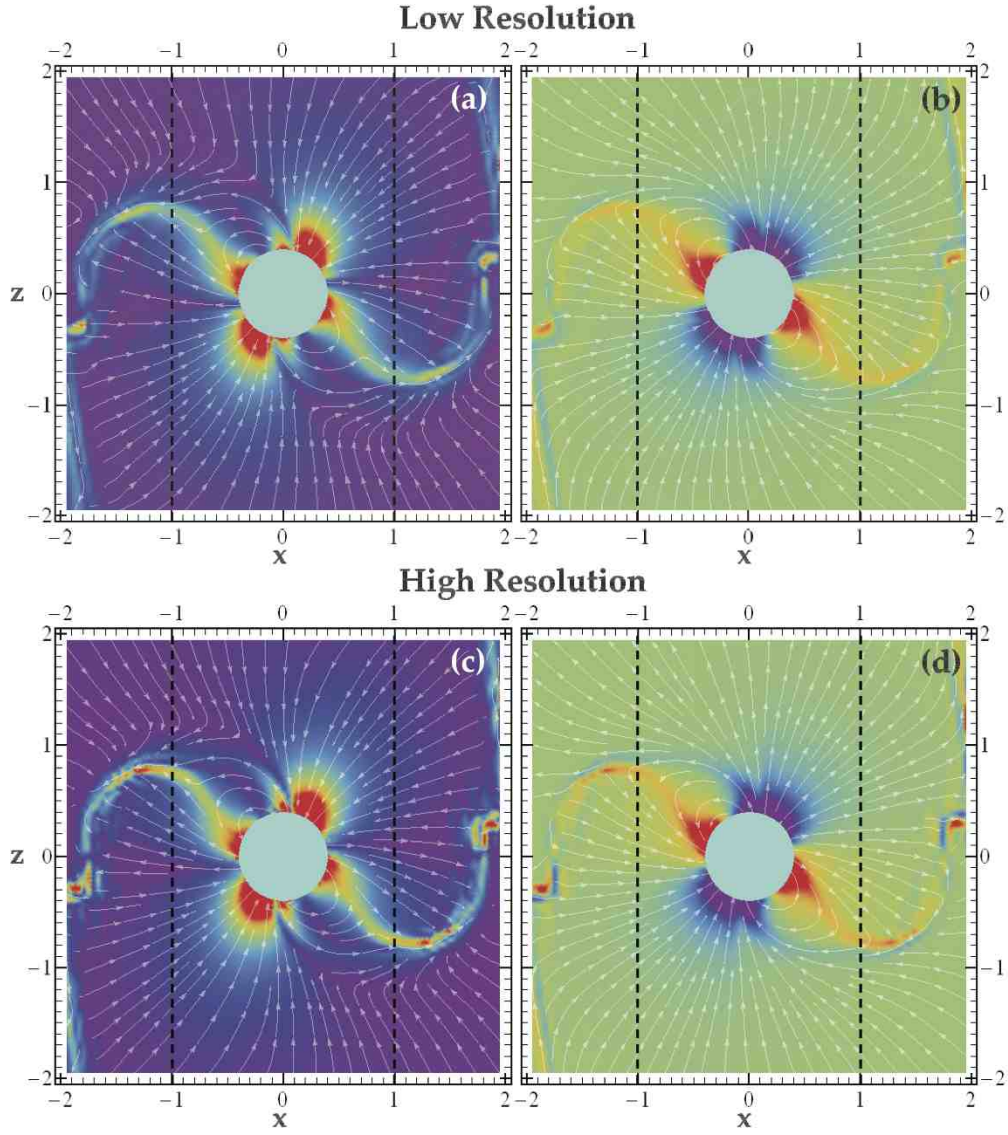 Low Resolution
−2 −1 0 1 2 −2 −1 0 1 2
2 2
(a) (b)
1 1
z 0 0
−1 −1
−2 −2
−2 −1 0 1 2 −2 −1 0 1 2
x x
High Resolution
−2 −1 0 1 2 −2 −1 0 1 2
2 2
(c) (d)
1 1
z 0 0
−1 −1
−2 −2
−2 −1 0 1 2 −2 −1 0 1 2
x x